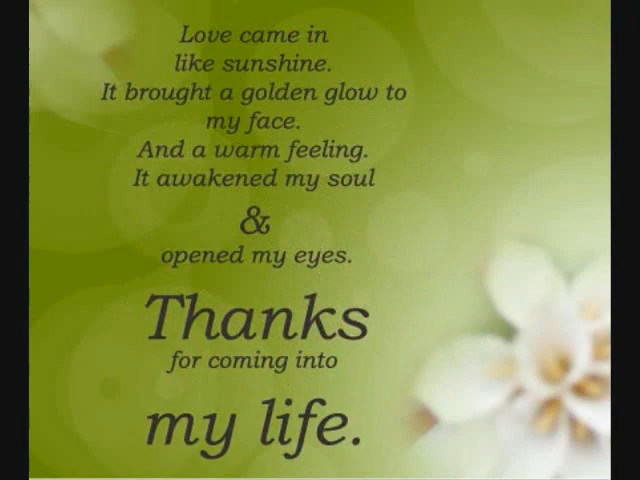 Love came in
like sunshine.
It brought a golden glow to
my face.
And a warm feeling.
It awakened my soul
&
opened my eyes.
Thanks
for coming into
my life.